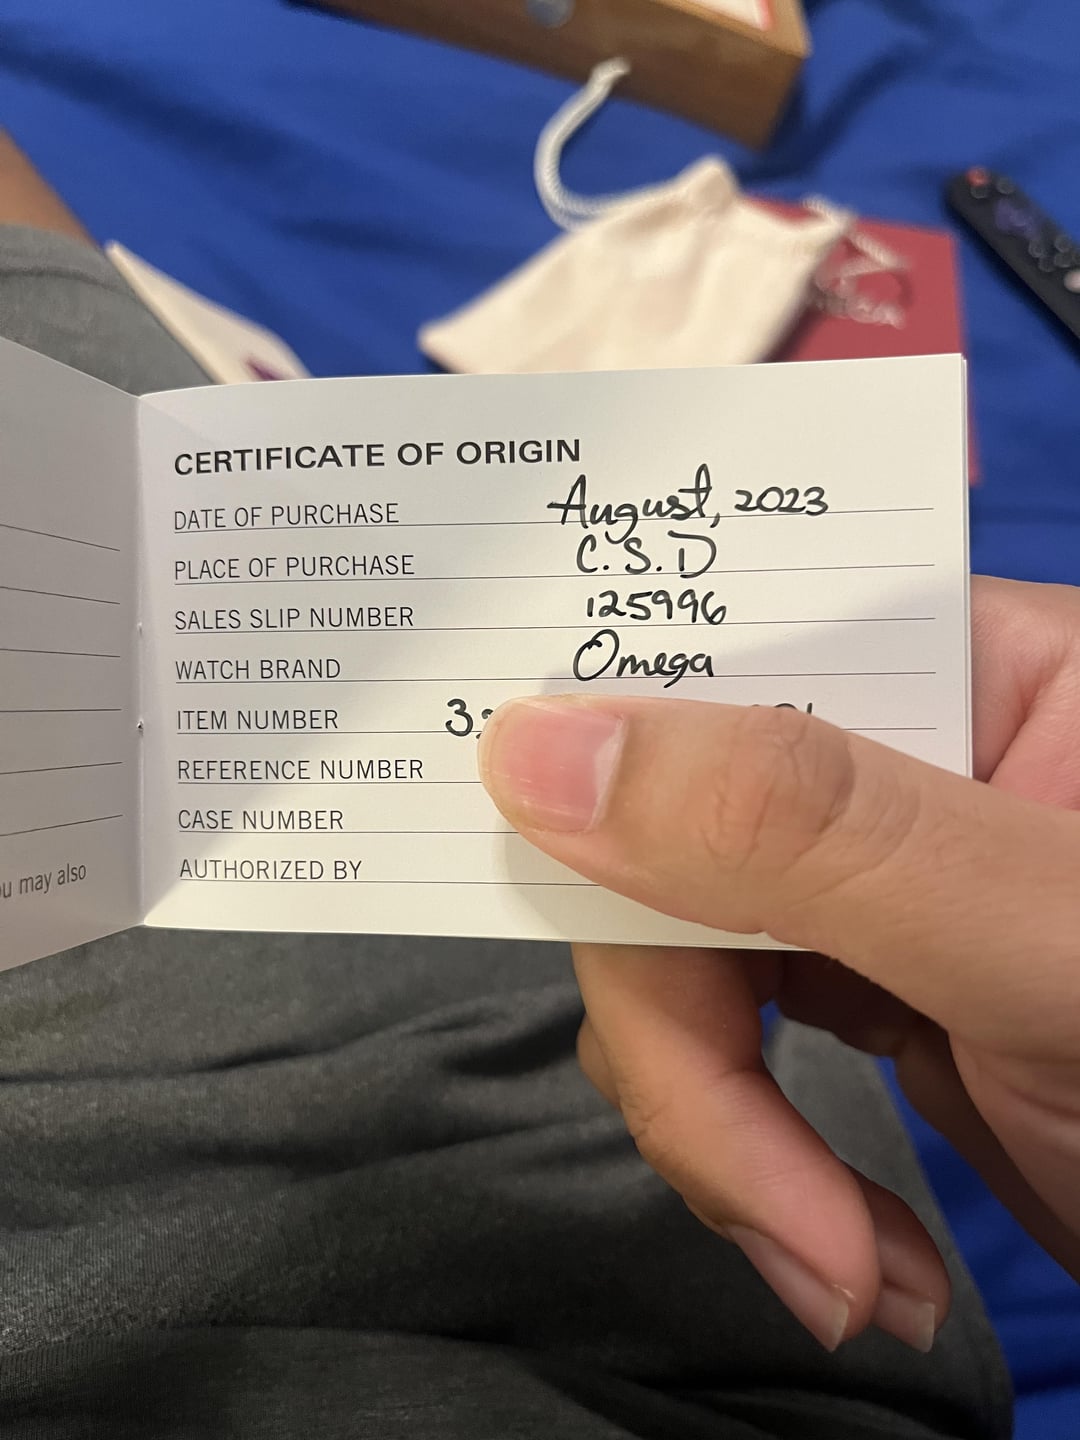 CERTIFICATE OF ORIGIN
DATE OF PURCHASE August, 2023
PLACE OF PURCHASE C.S.D
SALES SLIP NUMBER 125996
WATCH BRAND Omega
ITEM NUMBER 3
REFERENCE NUMBER
CASE NUMBER
AUTHORIZED BY
may also